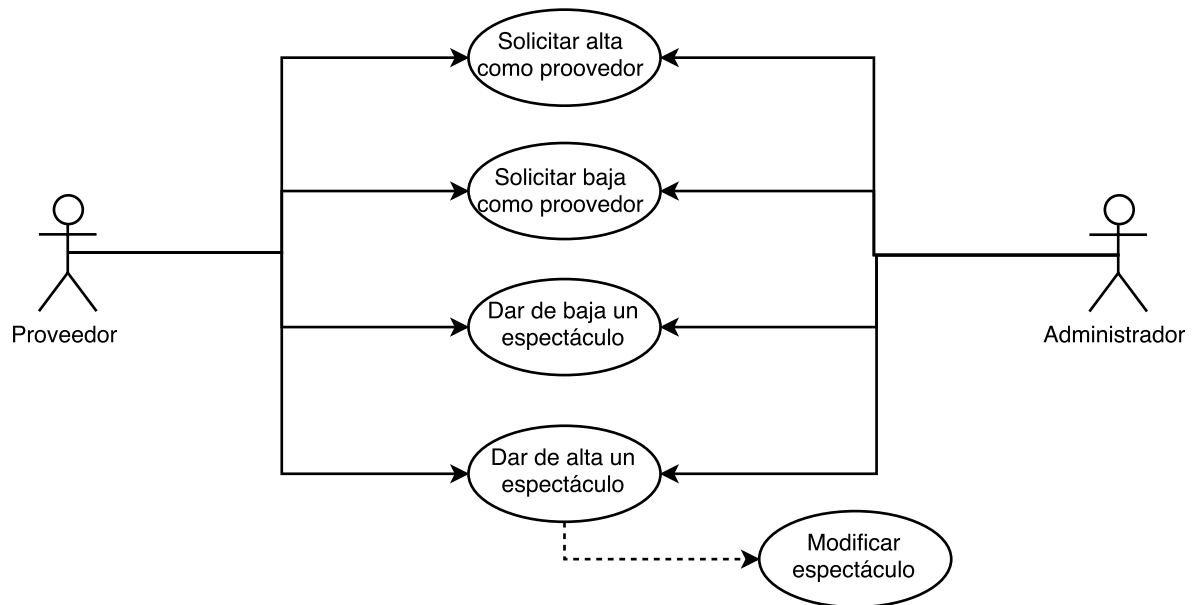 Solicitar alta
como proovedor
Solicitar baja
como proovedor
Proveedor
Dar de baja un
espectáculo
Administrador
Dar de alta un
espectáculo
Modificar
espectáculo